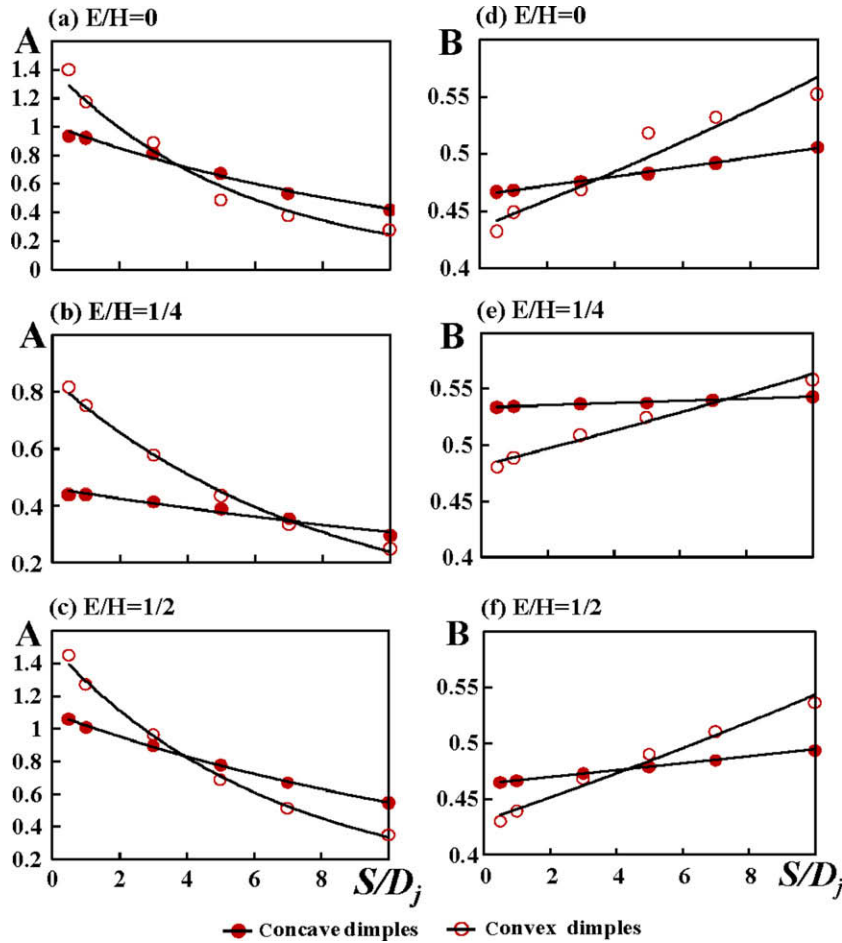 (a) E/H=0
A
1.4
1.2
1
0.8
0.6
0.4
0.2
0
(d) E/H=0
B
0.55
0.5
0.45
0.4
(b) E/H=1/4
A
0.8
0.6
0.4
0.2
(e) E/H=1/4
B
0.55
0.5
0.45
0.4
(c) E/H=1/2
A
1.4
1.2
1
0.8
0.6
0.4
0.2
0 2 4 6 8 S/Dj
(f) E/H=1/2
B
0.55
0.5
0.45
0.4
0 2 4 6 8 S/Dj
Concave dimples Convex dimples